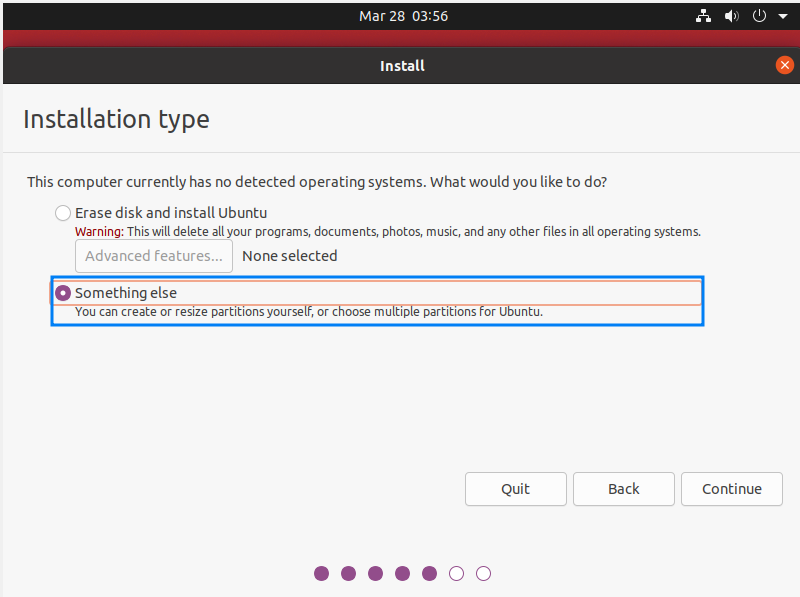 Mar 28 03:56
Install
Installation type
This computer currently has no detected operating systems. What would you like to do?
Erase disk and install Ubuntu
Warning: This will delete all your programs, documents, photos, music, and any other files in all operating systems.
Advanced features... None selected
Something else
You can create or resize partitions yourself, or choose multiple partitions for Ubuntu.
Quit Back Continue